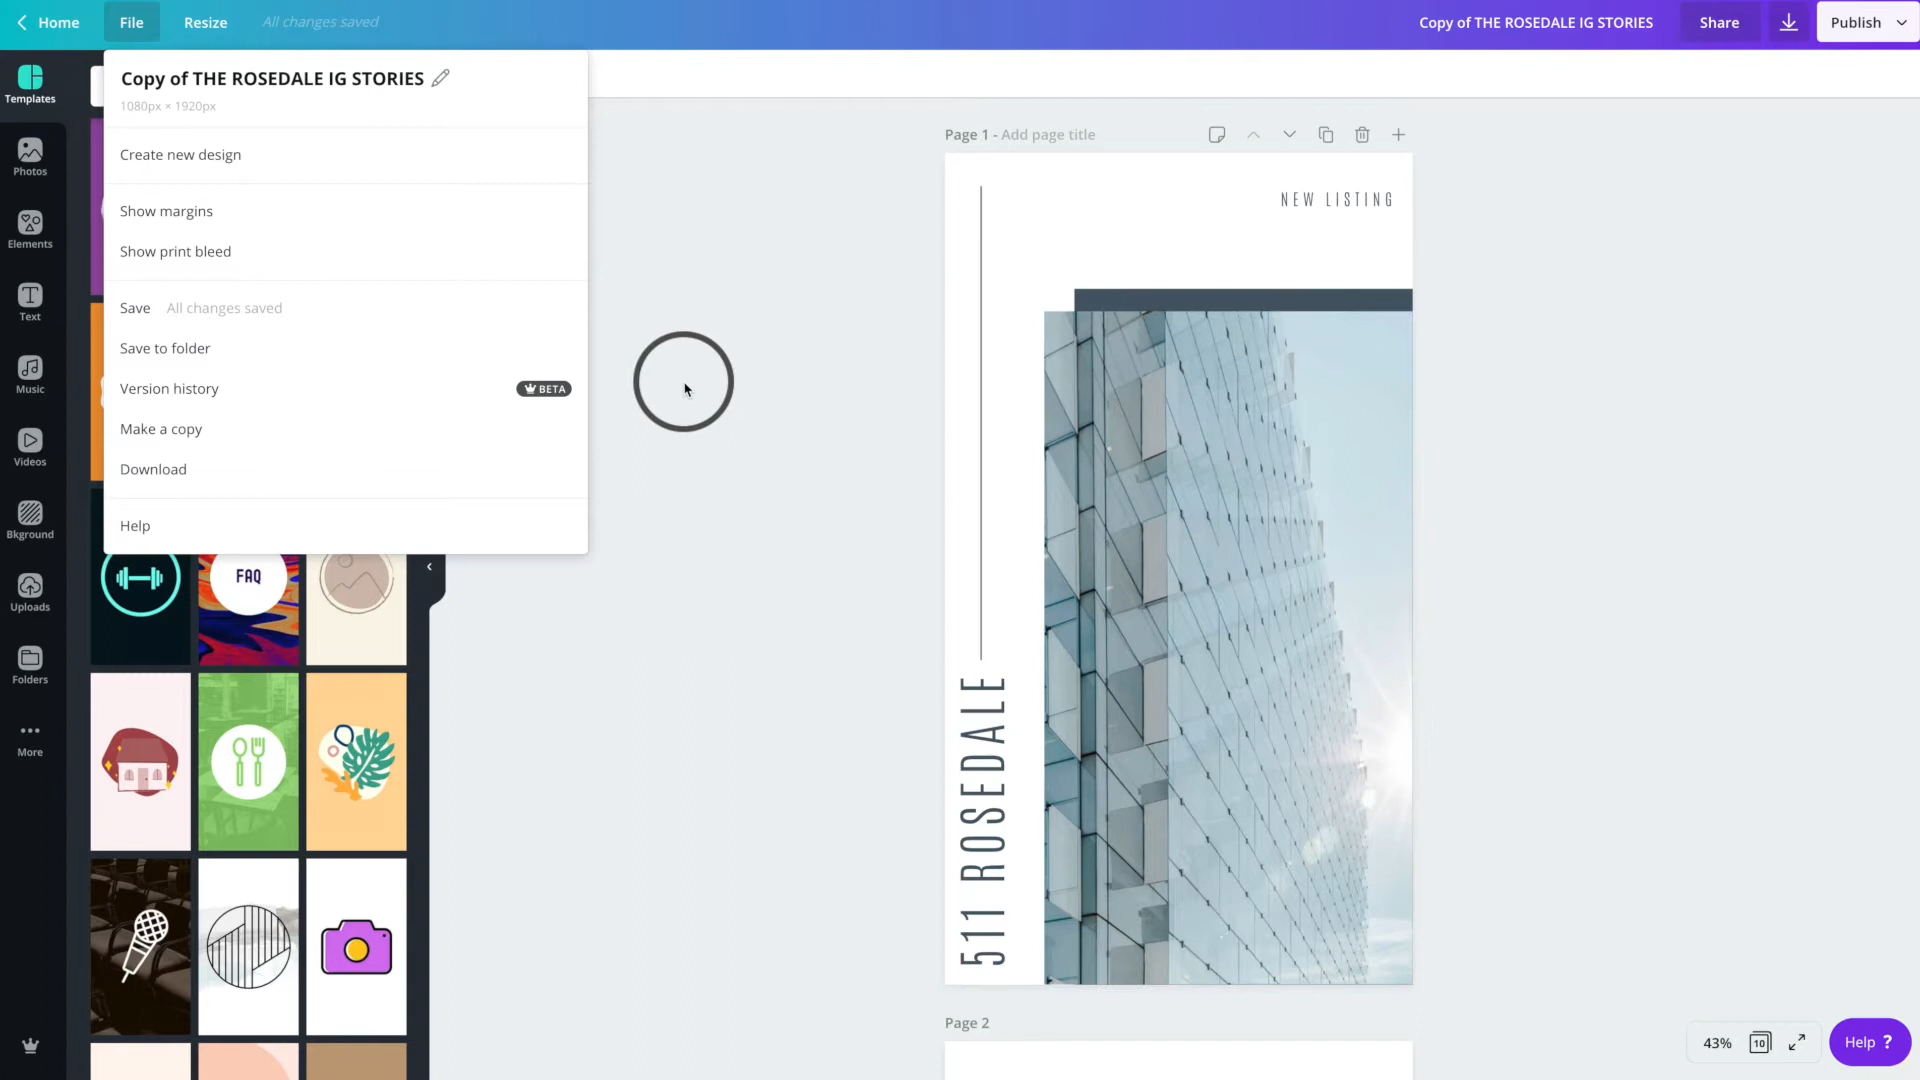 Home
File
Resize
All changes saved
Copy of THE ROSEDALE IG STORIES
Share
Publish
Templates
Photos
Elements
Text
Music
Videos
Bkground
Uploads
Folders
More
Copy of THE ROSEDALE IG STORIES
1080px × 1920px
Create new design
Show margins
Show print bleed
Save All changes saved
Save to folder
Version history BETA
Make a copy
Download
Help
FAQ
Page 1 - Add page title
NEW LISTING
511 ROSEDALE
Page 2
43% 10
Help ?